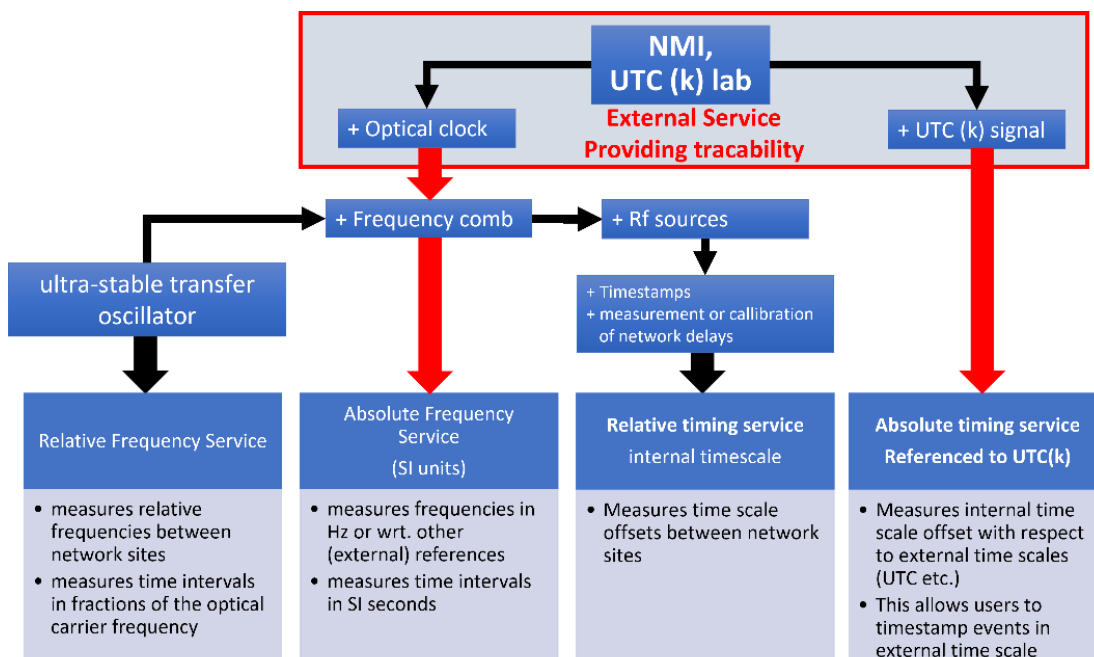 NMI,
UTC (k) lab
External Service
Providing tracability
+ Optical clock
+ UTC (k) signal
+ Frequency comb
+ Rf sources
ultra-stable transfer
oscillator
+ Timestamps
+ measurement or callibration
of network delays
Relative Frequency Service
• measures relative
frequencies between
network sites
• measures time intervals
in fractions of the optical
carrier frequency
Absolute Frequency
Service
(SI units)
• measures frequencies in
Hz or wrt. other
(external) references
• measures time intervals
in SI seconds
Relative timing service
internal timescale
• Measures time scale
offsets between network
sites
Absolute timing service
Referenced to UTC(k)
• Measures internal time
scale offset with respect
to external time scales
(UTC etc.)
• This allows users to
timestamp events in
external time scale